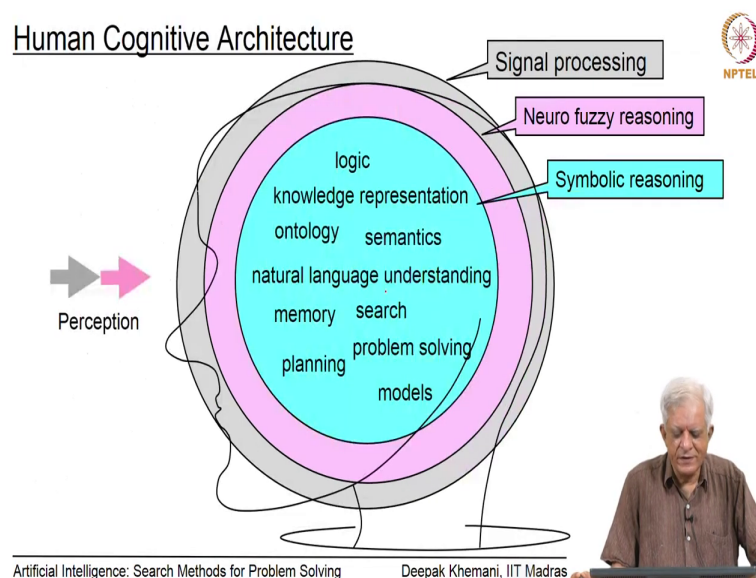 Human Cognitive Architecture
NPTEL
Signal processing
Neuro fuzzy reasoning
Symbolic reasoning
logic
knowledge representation
ontology
semantics
natural language understanding
memory
search
problem solving
planning
models
Perception
Artificial Intelligence: Search Methods for Problem Solving
Deepak Khemani, IIT Madras